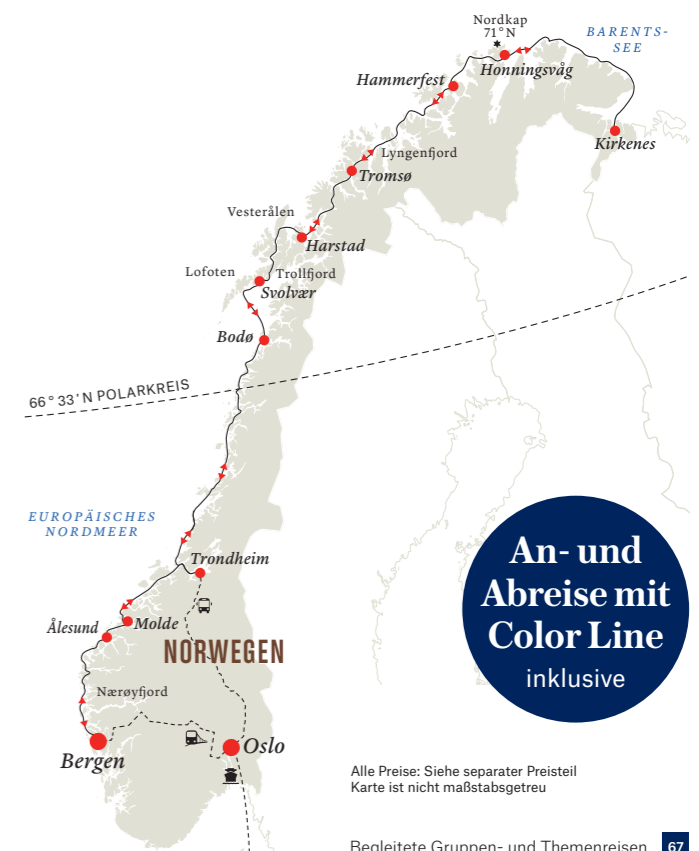 Nordkap
71°N
BARENTS-
SEE
Honningsvåg
Hammerfest
Kirkenes
Lyngenfjord
Tromsø
Vesterålen
Harstad
Lofoten
Trollfjord
Svolvær
Bodø
66°33'N POLARKREIS
EUROPÄISCHES
NORDMEER
Trondheim
An- und
Abreise mit
Color Line
inklusive
Ålesund
Molde
NORWEGEN
Nærøyfjord
Bergen
Oslo
Alle Preise: Siehe separater Preisteil
Karte ist nicht maßstabsgetreu
Begleitete Gruppen- und Themenreisen 67